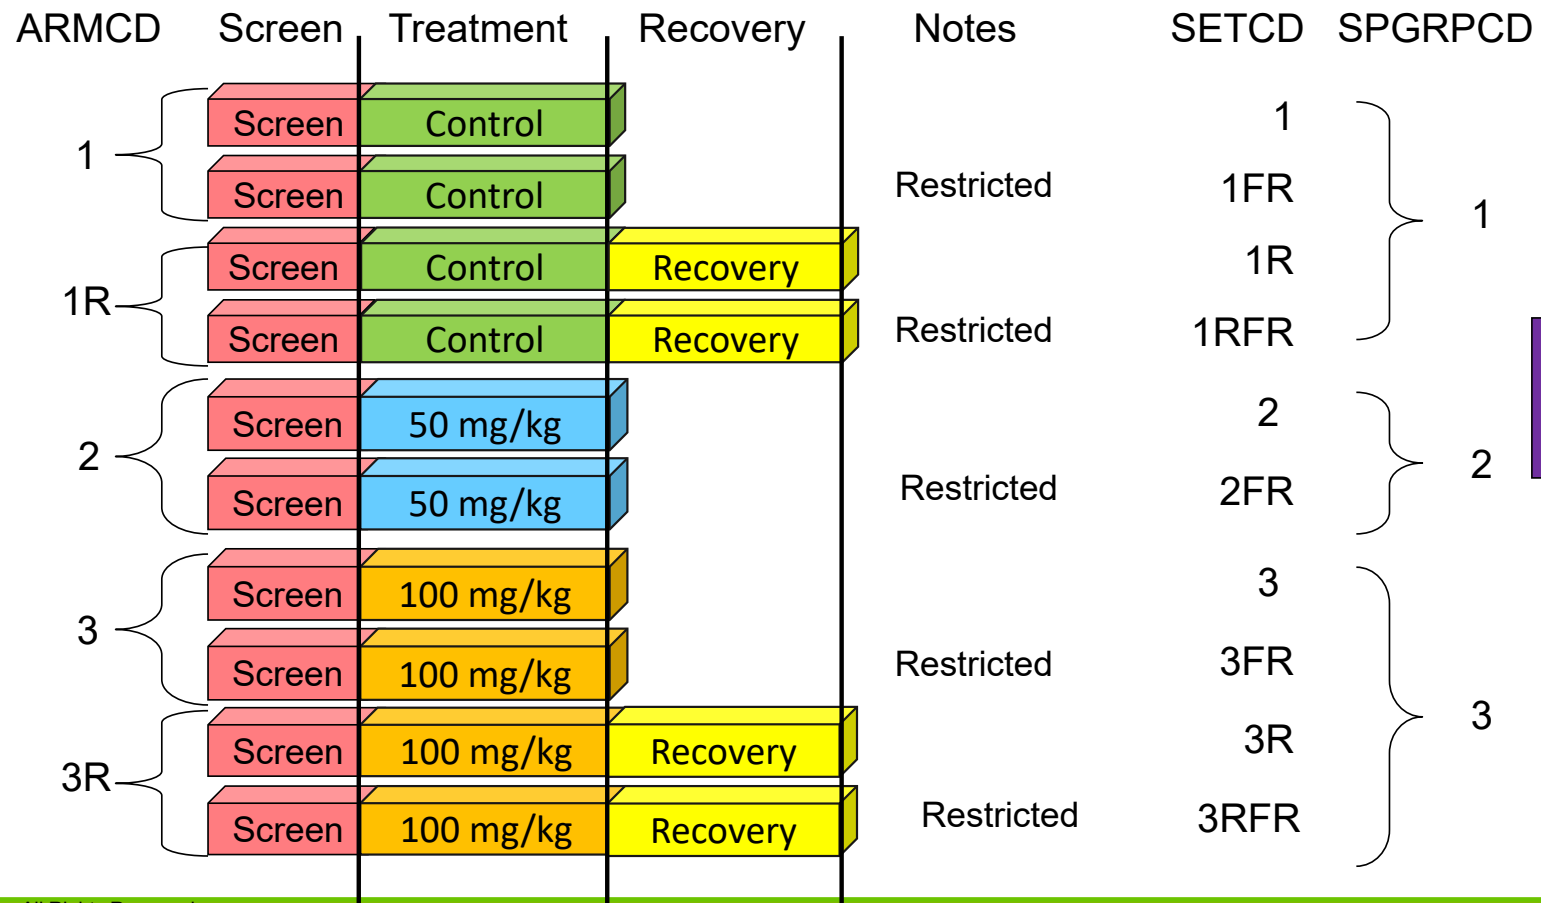 ARMCD Screen Treatment Recovery Notes SETCD SPGRPCD
1
Screen Control 1
Screen Control Restricted 1FR
1
1R
Screen Control Recovery 1R
Screen Control Recovery Restricted 1RFR
2
Screen 50 mg/kg 2
Screen 50 mg/kg Restricted 2FR
2
3
Screen 100 mg/kg 3
Screen 100 mg/kg Restricted 3FR
3
3R
Screen 100 mg/kg Recovery 3R
Screen 100 mg/kg Recovery Restricted 3RFR